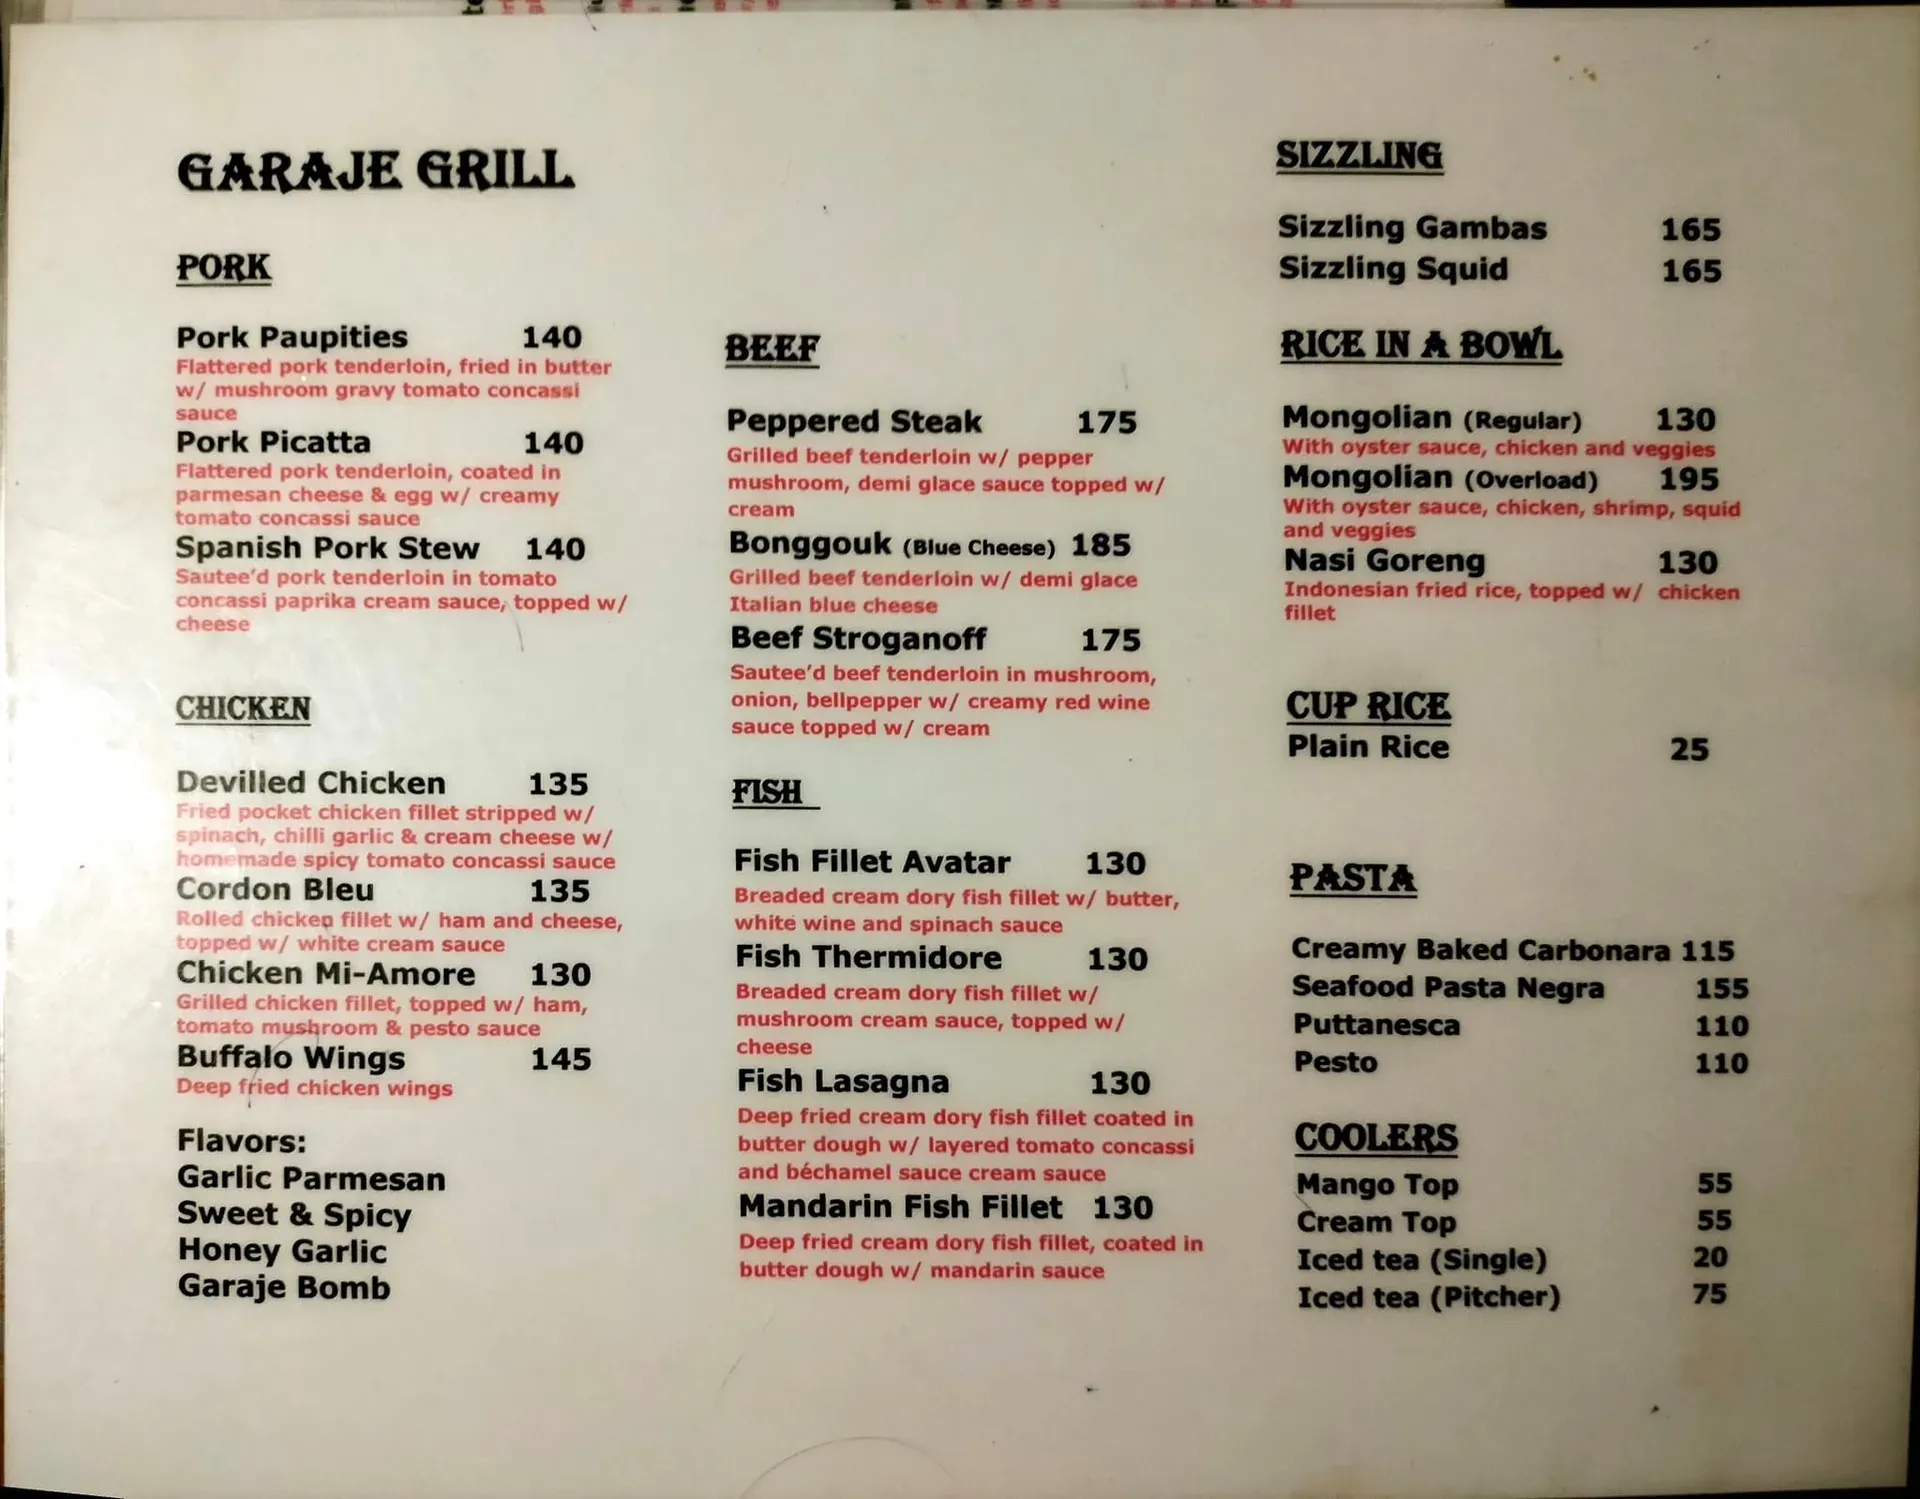 GARAJE GRILL
PORK
Pork Paupities 140
Flattered pork tenderloin, fried in butter
w/ mushroom gravy tomato concassi
sauce
Pork Picatta 140
Flattered pork tenderloin, coated in
parmesan cheese & egg w/ creamy
tomato concassi sauce
Spanish Pork Stew 140
Sautee'd pork tenderloin in tomato
concassi paprika cream sauce, topped w/
cheese
CHICKEN
Devilled Chicken 135
Fried pocket chicken fillet stripped w/
spinach, chilli garlic & cream cheese w/
homemade spicy tomato concassi sauce
Cordon Bleu 135
Rolled chicken fillet w/ ham and cheese,
topped w/ white cream sauce
Chicken Mi-Amore 130
Grilled chicken fillet, topped w/ ham,
tomato mushroom & pesto sauce
Buffalo Wings 145
Deep fried chicken wings
Flavors:
Garlic Parmesan
Sweet & Spicy
Honey Garlic
Garaje Bomb
BEEF
Peppered Steak 175
Grilled beef tenderloin w/ pepper
mushroom, demi glace sauce topped w/
cream
Bonggouk (Blue Cheese) 185
Grilled beef tenderloin w/ demi glace
Italian blue cheese
Beef Stroganoff 175
Sautee'd beef tenderloin in mushroom,
onion, bellpepper w/ creamy red wine
sauce topped w/ cream
FISH
Fish Fillet Avatar 130
Breaded cream dory fish fillet w/ butter,
white wine and spinach sauce
Fish Thermidore 130
Breaded cream dory fish fillet w/
mushroom cream sauce, topped w/
cheese
Fish Lasagna 130
Deep fried cream dory fish fillet coated in
butter dough w/ layered tomato concassi
and béchamel sauce cream sauce
Mandarin Fish Fillet 130
Deep fried cream dory fish fillet, coated in
butter dough w/ mandarin sauce
SIZZLING
Sizzling Gambas 165
Sizzling Squid 165
RICE IN A BOWL
Mongolian (Regular) 130
With oyster sauce, chicken and veggies
Mongolian (Overload) 195
With oyster sauce, chicken, shrimp, squid
and veggies
Nasi Goreng 130
Indonesian fried rice, topped w/ chicken
fillet
CUP RICE
Plain Rice 25
PASTA
Creamy Baked Carbonara 115
Seafood Pasta Negra 155
Puttanesca 110
Pesto 110
COOLERS
Mango Top 55
Cream Top 55
Iced tea (Single) 20
Iced tea (Pitcher) 75